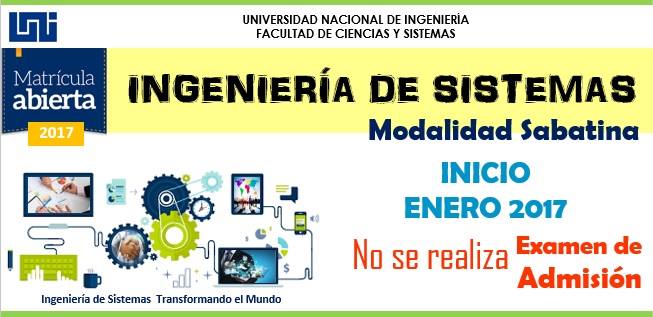 UNIVERSIDAD NACIONAL DE INGENIERÍA
FACULTAD DE CIENCIAS Y SISTEMAS
uni
Matrícula
abierta
2017
INGENIERÍA DE SISTEMAS
Modalidad Sabatina
INICIO
ENERO 2017
No se realiza Examen de
Admisión
Ingeniería de Sistemas Transformando el Mundo